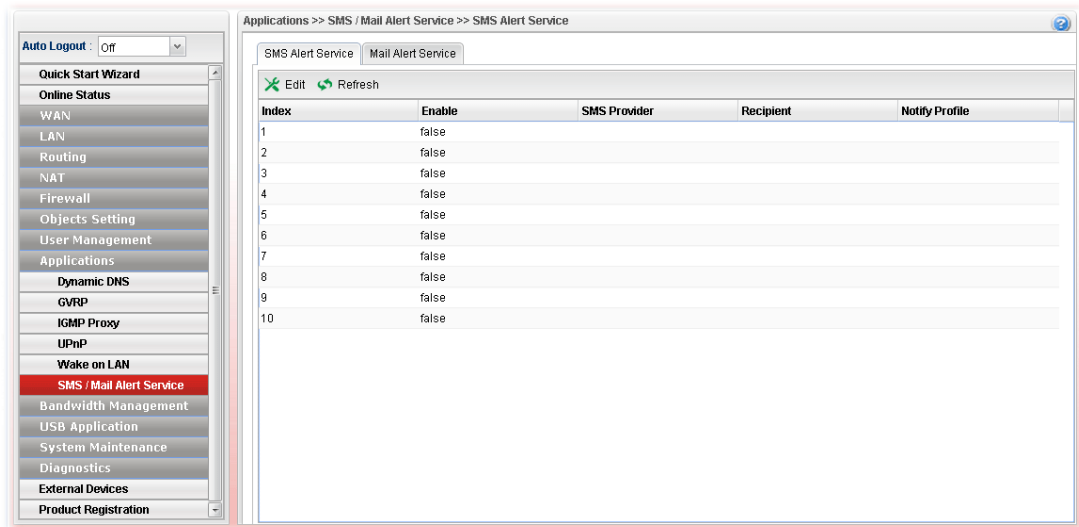 Applications >> SMS / Mail Alert Service >> SMS Alert Service
Auto Logout : Off
Quick Start Wizard
Online Status
WAN
LAN
Routing
NAT
Firewall
Objects Setting
User Management
Applications
Dynamic DNS
GVRP
IGMP Proxy
UPnP
Wake on LAN
SMS / Mail Alert Service
Bandwidth Management
USB Application
System Maintenance
Diagnostics
External Devices
Product Registration
SMS Alert Service Mail Alert Service
Edit Refresh
Index Enable SMS Provider Recipient Notify Profile
1 false
2 false
3 false
4 false
5 false
6 false
7 false
8 false
9 false
10 false